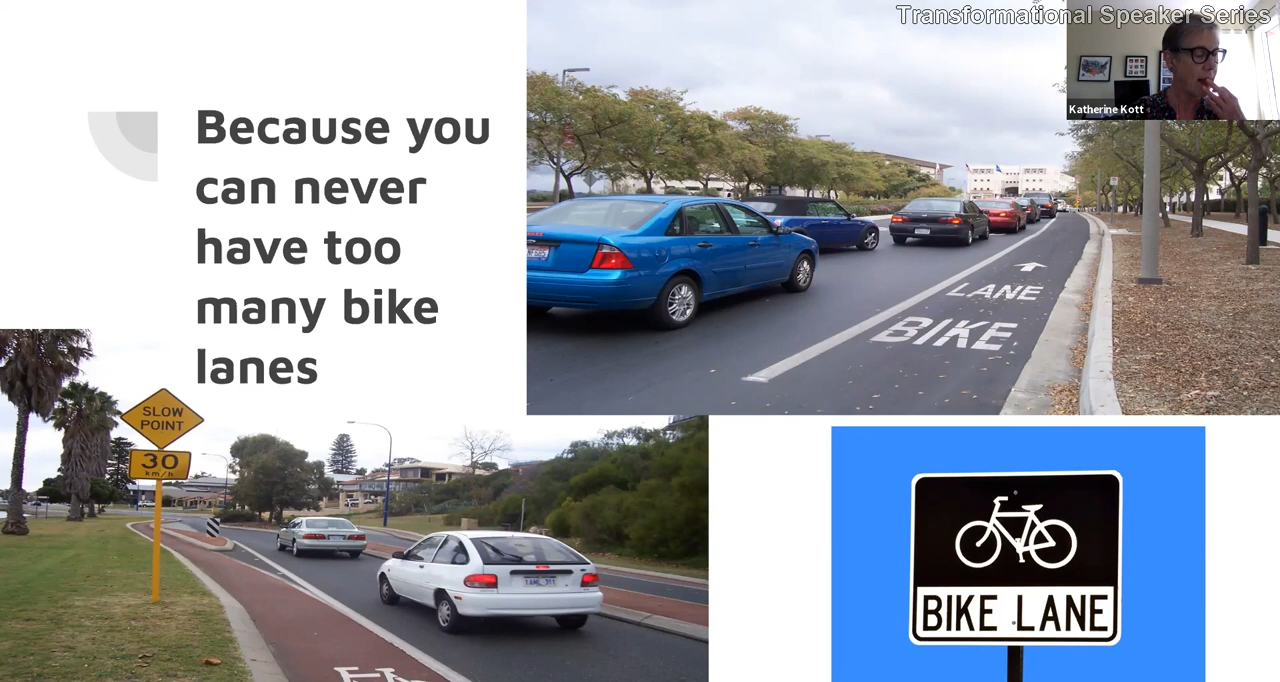 Transformational Speaker Series
Katherine Kott
Because you
can never
have too
many bike
lanes
LANE
BIKE
SLOW
POINT
30
km/h
BIKE LANE